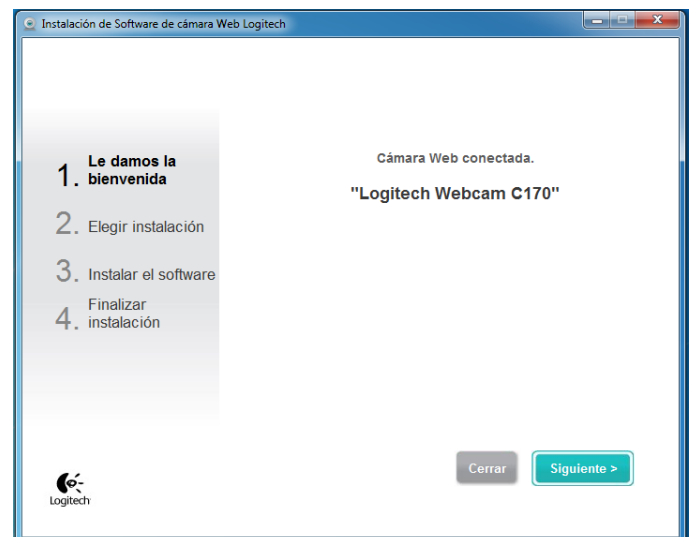 Instalación de Software de cámara Web Logitech
1. Le damos la
bienvenida
2. Elegir instalación
3. Instalar el software
4. Finalizar
instalación
Cámara Web conectada.
"Logitech Webcam C170"
Cerrar
Siguiente >
Logitech